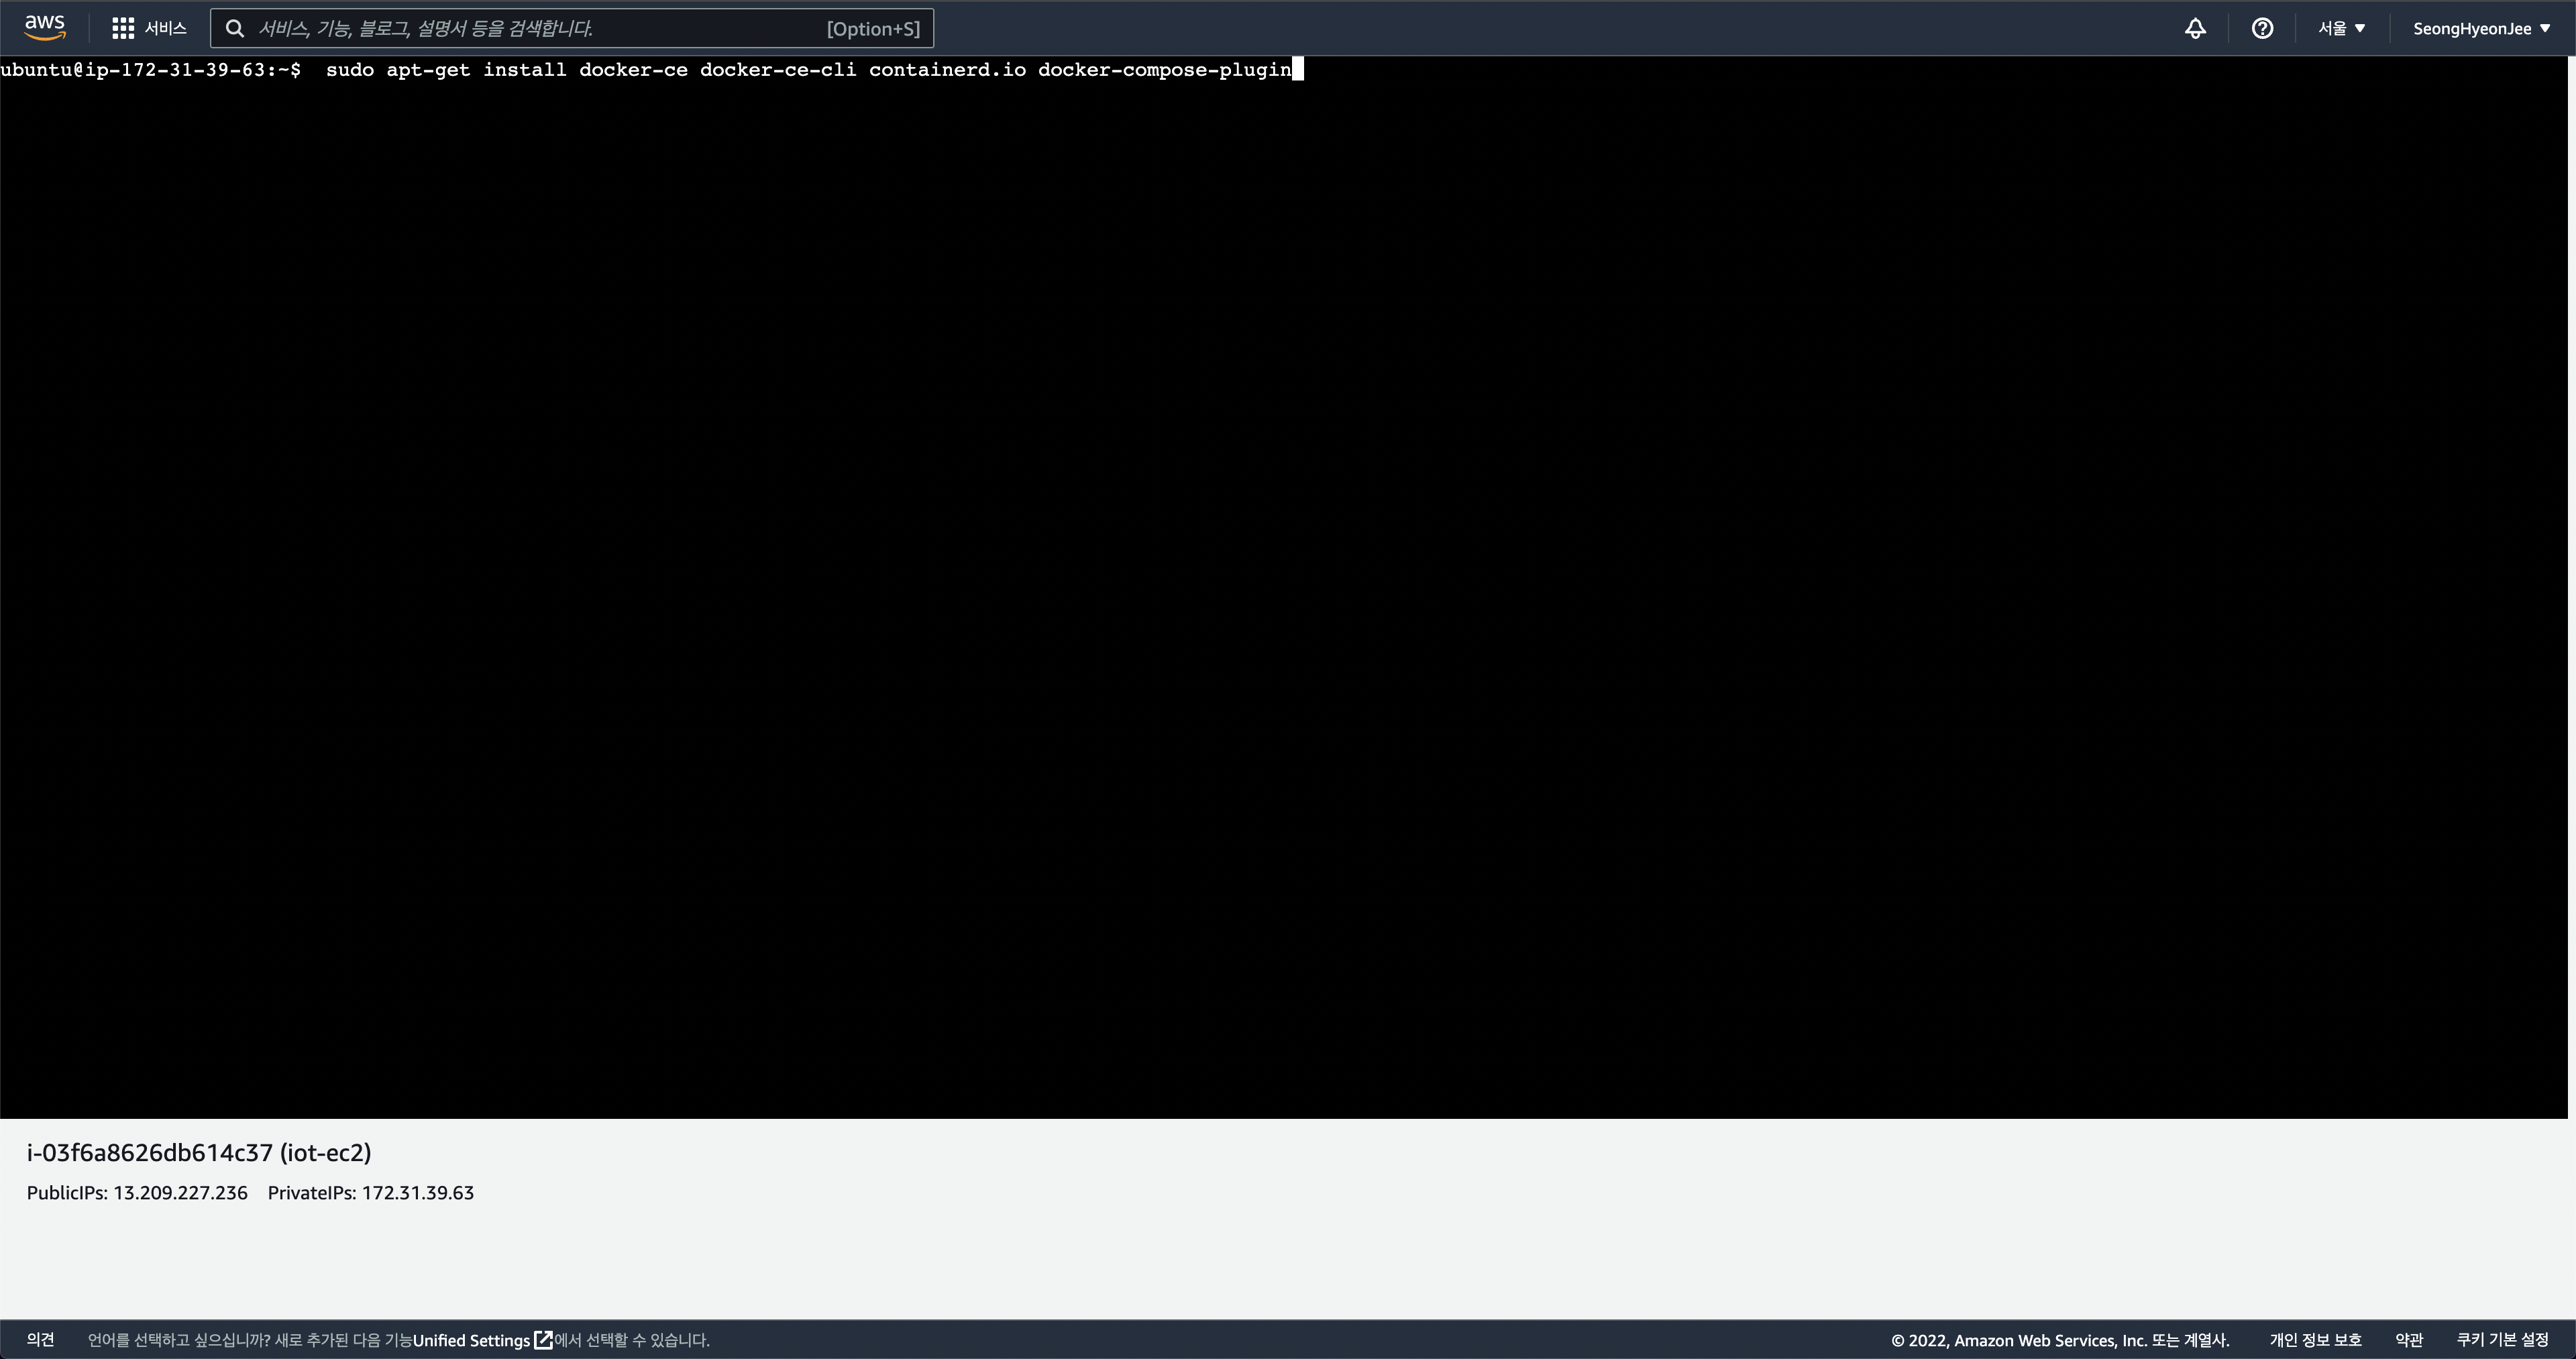 aws 서비스 서비스, 기능, 블로그, 설명서 등을 검색합니다. [Option+S] 서울 SeongHyeonJee
ubuntu@ip-172-31-39-63:~$  sudo apt-get install docker-ce docker-ce-cli containerd.io docker-compose-plugin
i-03f6a8626db614c37 (iot-ec2)
PublicIPs: 13.209.227.236 PrivateIPs: 172.31.39.63
의견 언어를 선택하고 싶으십니까? 새로 추가된 다음 기능Unified Settings에서 선택할 수 있습니다. © 2022, Amazon Web Services, Inc. 또는 계열사. 개인 정보 보호 약관 쿠키 기본 설정